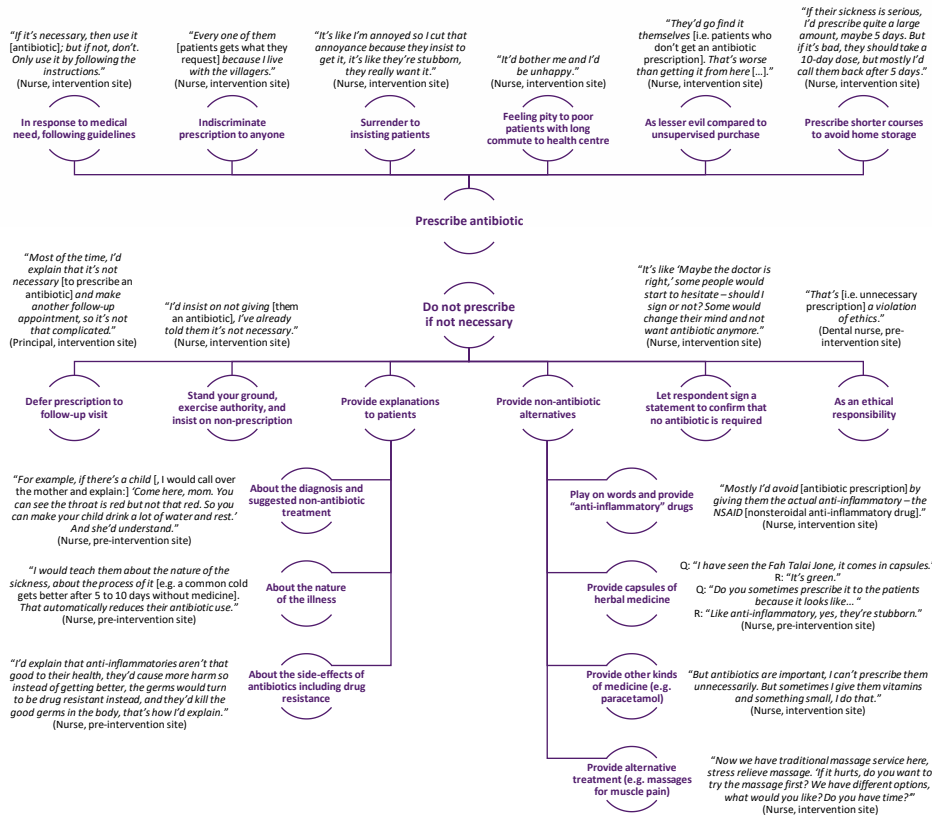 “If it’s necessary, then use it
[antibiotic]; but if not, don’t.
Only use it by following the
instructions.”
(Nurse, intervention site)
“Every one of them
[patients gets what they
request] because I live
with the villagers.”
(Nurse, intervention site)
“It’s like I’m annoyed so I cut that
annoyance because they insist to
get it, it’s like they’re stubborn,
they really want it.”
(Nurse, intervention site)
“It’d bother me and I’d
be unhappy.”
(Nurse, intervention site)
“They’d go find it
themselves [i.e. patients who
don’t get an antibiotic
prescription]. That’s worse
than getting it from here […].”
(Nurse, intervention site)
“If their sickness is serious,
I’d prescribe quite a large
amount, maybe 5 days. But
if it’s bad, they should take a
10-day dose, but mostly I’d
call them back after 5 days”.
(Nurse, intervention site)
In response to medical
need, following guidelines
Indiscriminate
prescription to anyone
Surrender to
insisting patients
Feeling pity to poor
patients with long
commute to health centre
As lesser evil compared to
unsupervised purchase
Prescribe shorter courses
to avoid home storage
Prescribe antibiotic
Do not prescribe
if not necessary
“Most of the time, I’d
explain that it’s not
necessary [to prescribe an
antibiotic] and make
another follow-up
appointment, so it’s not
that complicated.”
(Principal, intervention site)
“I’d insist on not giving [them
an antibiotic], I’ve already
told them it’s not necessary.”
(Nurse, intervention site)
“It’s like ‘Maybe the doctor is
right,’ some people would
start to hesitate – should I
sign or not? Some would
change their mind and not
want antibiotic anymore.”
(Nurse, intervention site)
“That’s [i.e. unnecessary
prescription] a violation
of ethics.”
(Dental nurse, pre-
intervention site)
Defer prescription to
follow-up visit
Stand your ground,
exercise authority, and
insist on non-prescription
Provide explanations
to patients
Provide non-antibiotic
alternatives
Let respondent sign a
statement to confirm that
no antibiotic is required
As an ethical
responsibility
“For example, if there’s a child [, I would call over
the mother and explain:] ‘Come here, mom. You
can see the throat is red but not that red. So you
can make your child drink a lot of water and rest.’
And she’d understand.”
(Nurse, pre-intervention site)
About the diagnosis and
suggested non-antibiotic
treatment
Play on words and provide
“anti-inflammatory” drugs
“Mostly I’d avoid [antibiotic prescription] by
giving them the actual anti-inflammatory – the
NSAID [nonsteroidal anti-inflammatory drug].”
(Nurse, intervention site)
“I would teach them about the nature of the
sickness, about the process of it [e.g. a common cold
gets better after 5 to 10 days without medicine].
That automatically reduces their antibiotic use.”
(Nurse, pre-intervention site)
About the nature
of the illness
Provide capsules of
herbal medicine
Q: “I have seen the Fah Talai Jone, it comes in capsules.”
R: “It’s green.”
Q: “Do you sometimes prescribe it to the patients
because it looks like… “
R: “Like anti-inflammatory, yes, they’re stubborn.”
(Nurse, pre-intervention site)
“I’d explain that anti-inflammatories aren’t that
good to their health, they’d cause more harm so
instead of getting better, the germs would turn
to be drug resistant instead, and they’d kill the
good germs in the body, that’s how I’d explain.”
(Nurse, pre-intervention site)
About the side-effects of
antibiotics including drug
resistance
Provide other kinds
of medicine (e.g.
paracetamol)
“But antibiotics are important, I can’t prescribe them
unnecessarily. But sometimes I give them vitamins
and something small, I do that.”
(Nurse, intervention site)
Provide alternative
treatment (e.g. massages
for muscle pain)
“Now we have traditional massage service here,
stress relieve massage. ‘If it hurts, do you want to
try the massage first? We have different options,
what would you like? Do you have time?’”
(Nurse, intervention site)